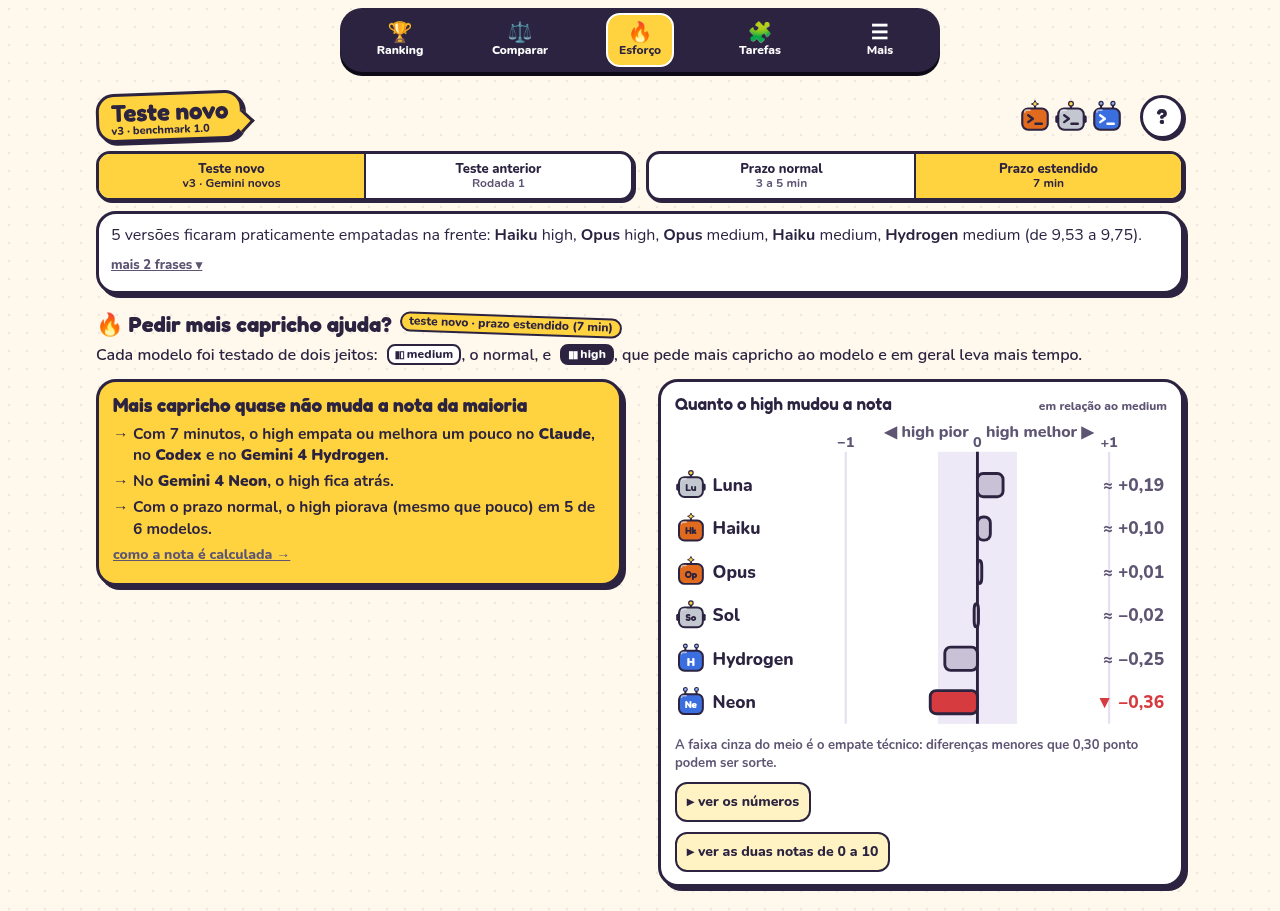 Ranking
Comparar
Esforço
Tarefas
Mais
Teste novo
v3 · benchmark 1.0
?
Teste novo
v3 · Gemini novos
Teste anterior
Rodada 1
Prazo normal
3 a 5 min
Prazo estendido
7 min
5 versões ficaram praticamente empatadas na frente: Haiku high, Opus high, Opus medium, Haiku medium, Hydrogen medium (de 9,53 a 9,75).
mais 2 frases ▾
🔥 Pedir mais capricho ajuda? teste novo · prazo estendido (7 min)
Cada modelo foi testado de dois jeitos: medium, o normal, e high, que pede mais capricho ao modelo e em geral leva mais tempo.
Mais capricho quase não muda a nota da maioria
→ Com 7 minutos, o high empata ou melhora um pouco no Claude,
no Codex e no Gemini 4 Hydrogen.
→ No Gemini 4 Neon, o high fica atrás.
→ Com o prazo normal, o high piorava (mesmo que pouco) em 5 de
6 modelos.
como a nota é calculada →
Quanto o high mudou a nota
em relação ao medium
◀ high pior high melhor ▶
−1 0 +1
Lu Luna ≈ +0,19
Hk Haiku ≈ +0,10
Op Opus ≈ +0,01
So Sol ≈ −0,02
H Hydrogen ≈ −0,25
Ne Neon ▼ −0,36
A faixa cinza do meio é o empate técnico: diferenças menores que 0,30 ponto
podem ser sorte.
▸ ver os números
▸ ver as duas notas de 0 a 10